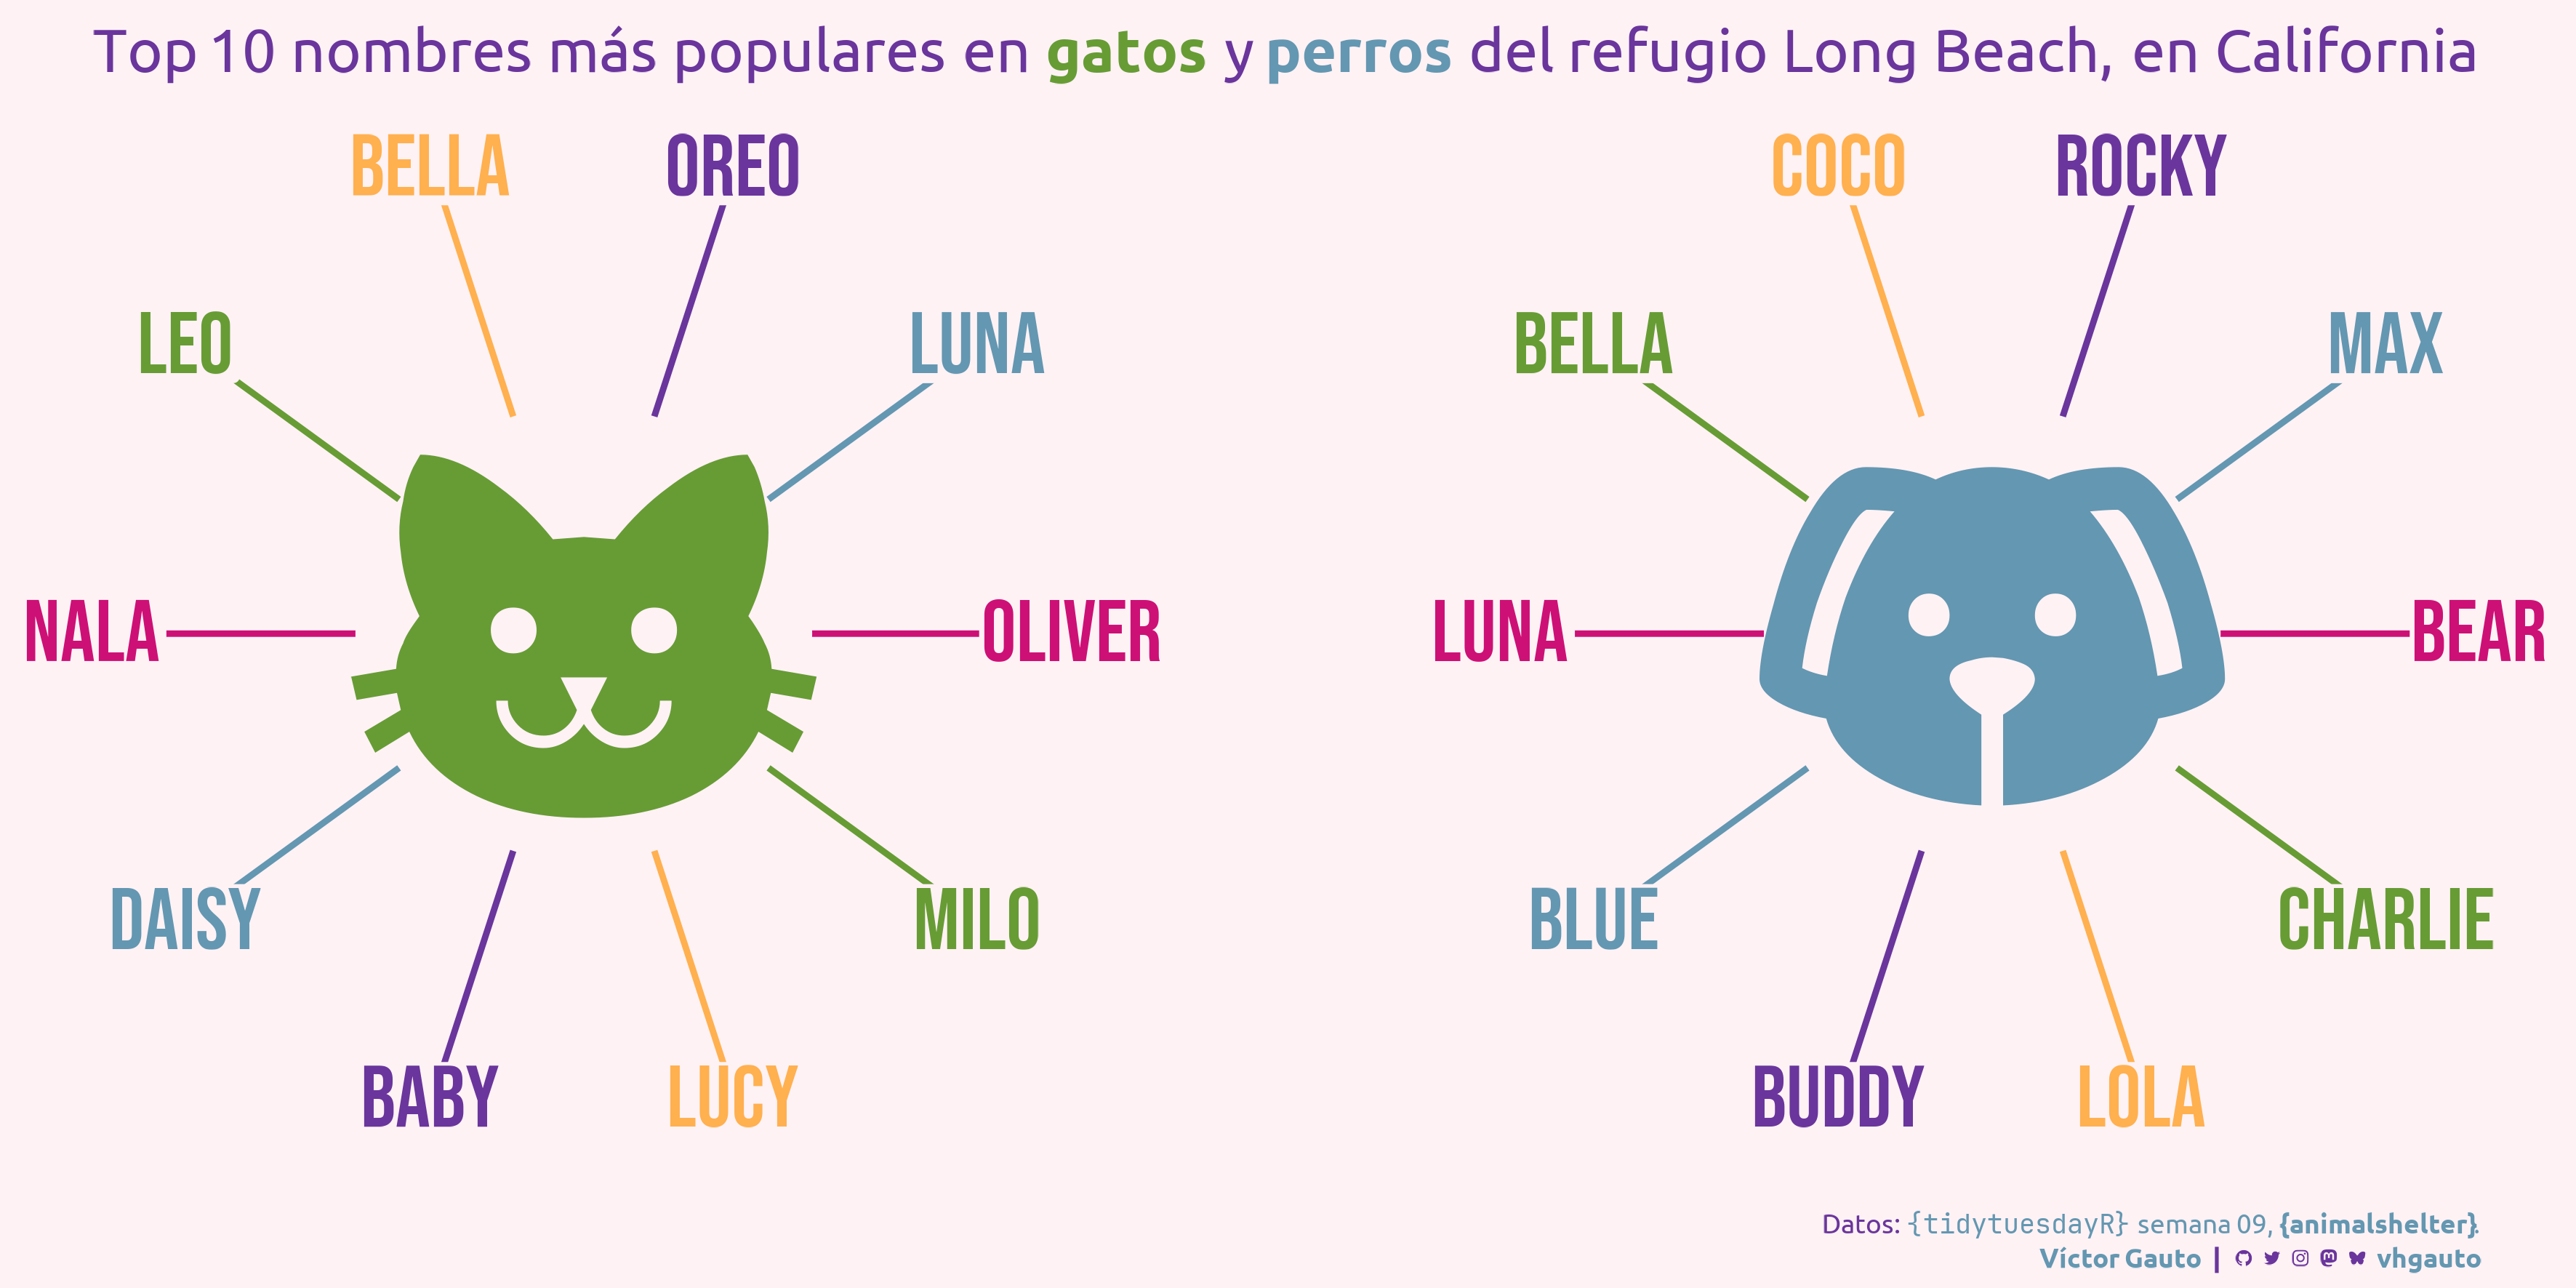 Top 10 nombres más populares en gatos y perros del refugio Long Beach, en California
BELLA
OREO
LEO
LUNA
NALA
OLIVER
DAISY
MILO
BABY
LUCY
COCO
ROCKY
BELLA
MAX
LUNA
BEAR
BLUE
CHARLIE
BUDDY
LOLA
Datos: {tidytuesdayR} semana 09, {animalshelter}.
Víctor Gauto | vhgauto